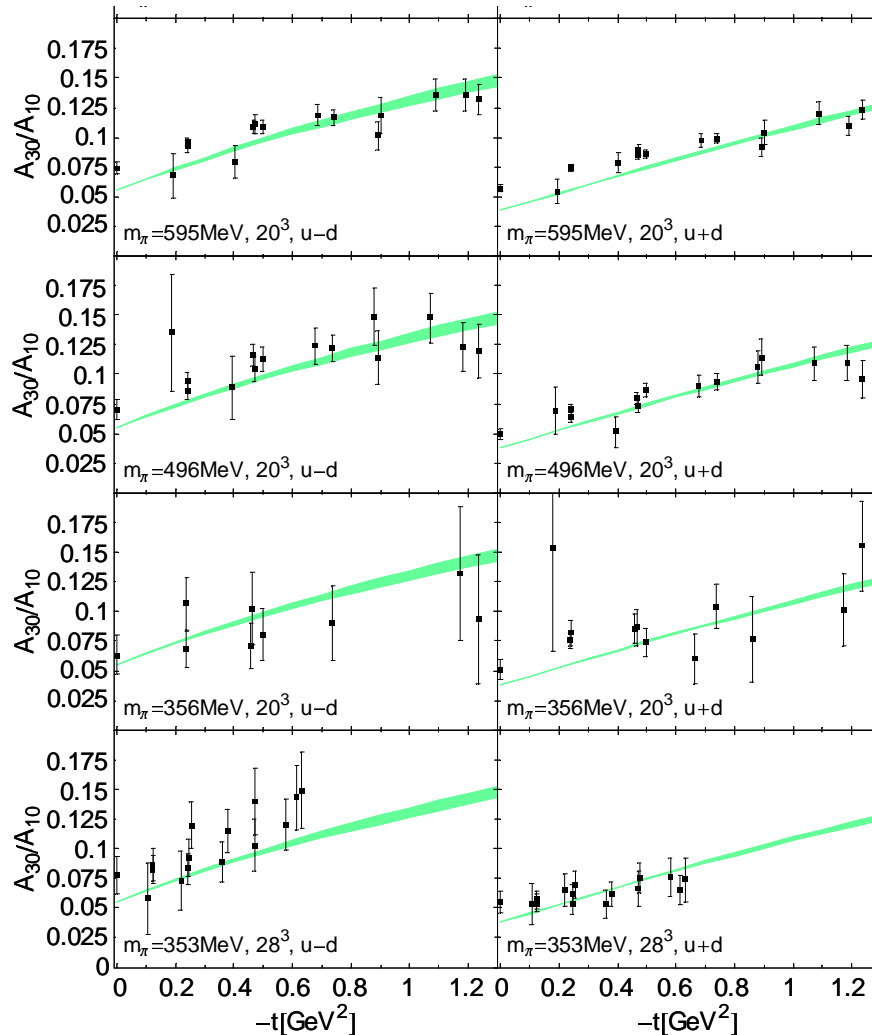 A30/A10 0.175 0.15 0.125 0.1 0.075 0.05 0.025
mπ=595MeV, 20³, u−d
mπ=595MeV, 20³, u+d
A30/A10 0.175 0.15 0.125 0.1 0.075 0.05 0.025
mπ=496MeV, 20³, u−d
mπ=496MeV, 20³, u+d
A30/A10 0.175 0.15 0.125 0.1 0.075 0.05 0.025
mπ=356MeV, 20³, u−d
mπ=356MeV, 20³, u+d
A30/A10 0.175 0.15 0.125 0.1 0.075 0.05 0.025 0
mπ=353MeV, 28³, u−d
mπ=353MeV, 28³, u+d
0 0.2 0.4 0.6 0.8 1 1.2 0 0.2 0.4 0.6 0.8 1 1.2
−t[GeV²] −t[GeV²]